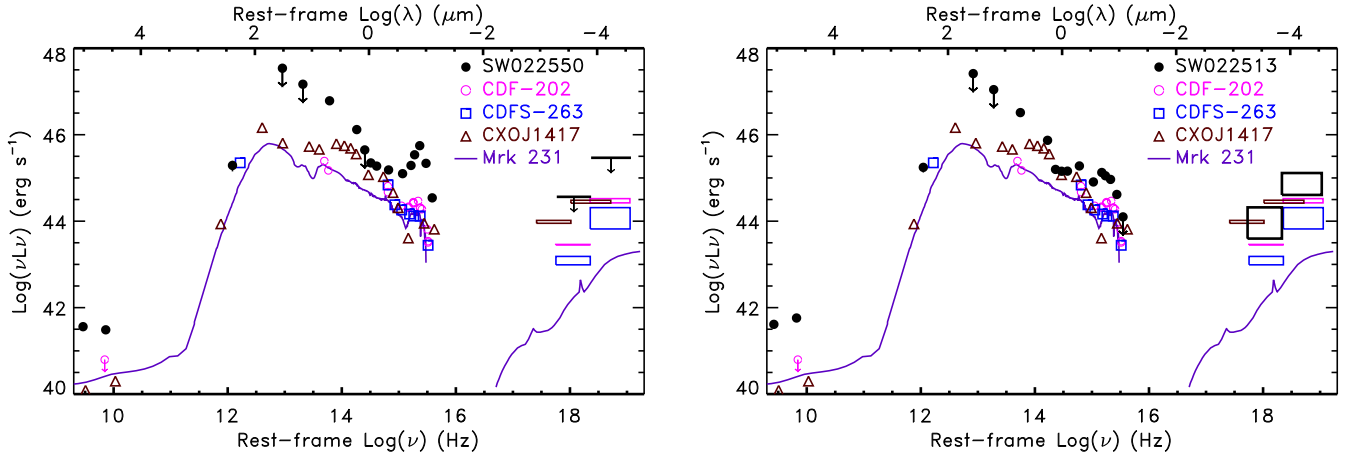 Rest-frame Log(λ) (μm)
4 2 0 -2 -4
48
46
44
42
40
Log(νLν) (erg s⁻¹)
SW022550
CDF-202
CDFS-263
CXOJ1417
Mrk 231
10 12 14 16 18
Rest-frame Log(ν) (Hz)
Rest-frame Log(λ) (μm)
4 2 0 -2 -4
48
46
44
42
40
Log(νLν) (erg s⁻¹)
SW022513
CDF-202
CDFS-263
CXOJ1417
Mrk 231
10 12 14 16 18
Rest-frame Log(ν) (Hz)